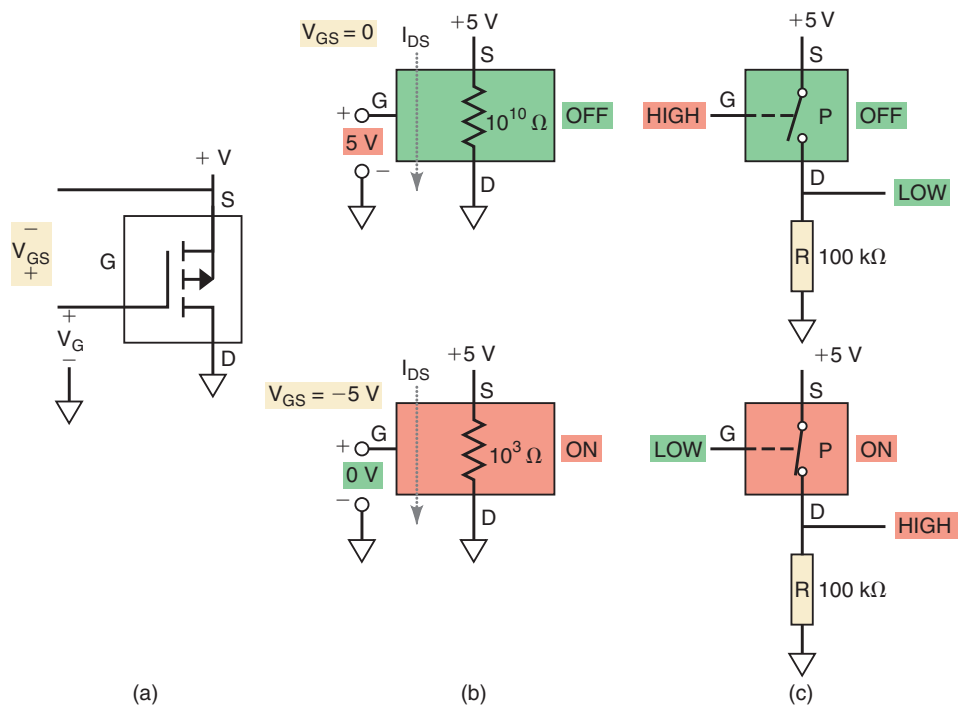 + V
S
−
V_GS
+
G
+
V_G
−
D
(a)
V_GS = 0
I_DS
+5 V
S
+
G
5 V
−
10^10 Ω
OFF
D
V_GS = −5 V
I_DS
+5 V
S
+
G
0 V
−
10^3 Ω
ON
D
(b)
+5 V
S
HIGH
G
P
OFF
D
LOW
R
100 kΩ
+5 V
S
LOW
G
P
ON
D
HIGH
R
100 kΩ
(c)